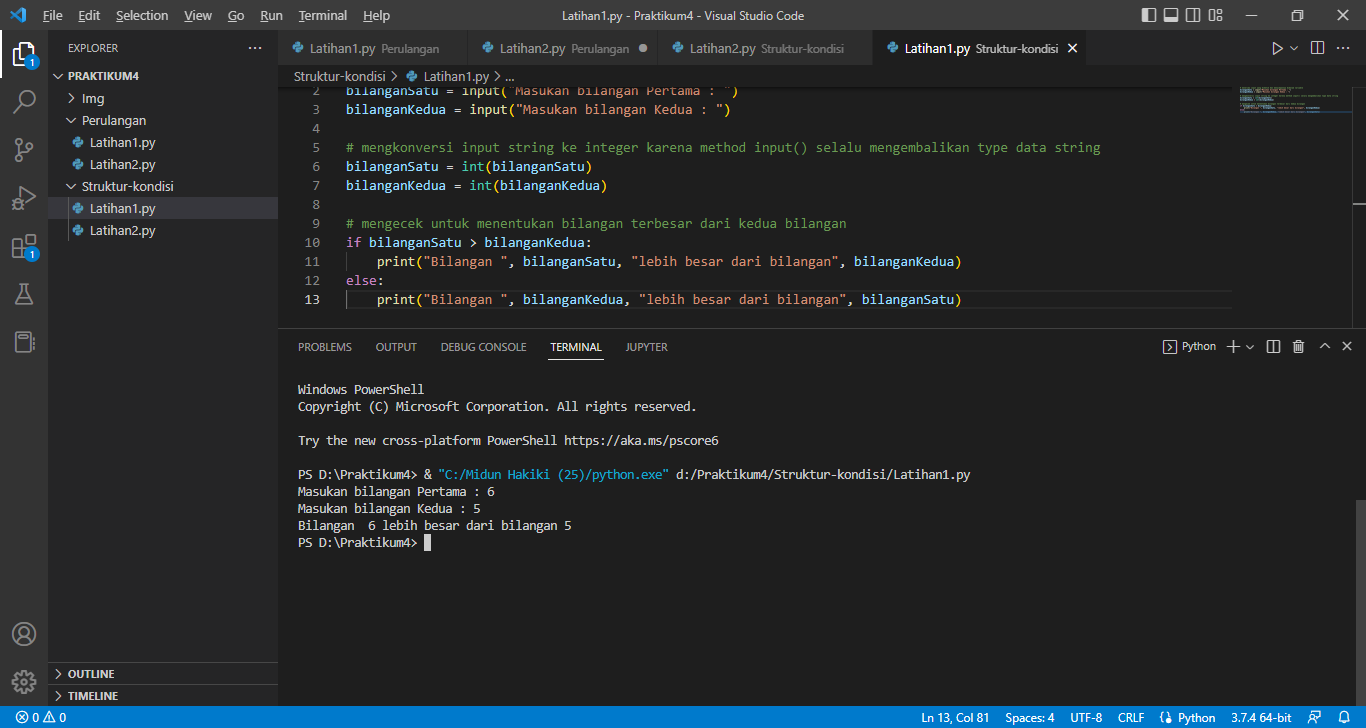 File Edit Selection View Go Run Terminal Help Latihan1.py - Praktikum4 - Visual Studio Code
EXPLORER
PRAKTIKUM4
Img
Perulangan
Latihan1.py
Latihan2.py
Struktur-kondisi
Latihan1.py
Latihan2.py
OUTLINE
TIMELINE
1
1
Latihan1.py Perulangan Latihan2.py Perulangan Latihan2.py Struktur-kondisi Latihan1.py Struktur-kondisi
Struktur-kondisi > Latihan1.py > ...
2 bilanganSatu = input("Masukan bilangan Pertama : ")
3 bilanganKedua = input("Masukan bilangan Kedua : ")
4
5 # mengkonversi input string ke integer karena method input() selalu mengembalikan type data string
6 bilanganSatu = int(bilanganSatu)
7 bilanganKedua = int(bilanganKedua)
8
9 # mengecek untuk menentukan bilangan terbesar dari kedua bilangan
10 if bilanganSatu > bilanganKedua:
11 print("Bilangan ", bilanganSatu, "lebih besar dari bilangan", bilanganKedua)
12 else:
13 print("Bilangan ", bilanganKedua, "lebih besar dari bilangan", bilanganSatu)
PROBLEMS OUTPUT DEBUG CONSOLE TERMINAL JUPYTER Python
Windows PowerShell
Copyright (C) Microsoft Corporation. All rights reserved.
Try the new cross-platform PowerShell https://aka.ms/pscore6
PS D:\Praktikum4> & "C:/Midun Hakiki (25)/python.exe" d:/Praktikum4/Struktur-kondisi/Latihan1.py
Masukan bilangan Pertama : 6
Masukan bilangan Kedua : 5
Bilangan  6 lebih besar dari bilangan 5
PS D:\Praktikum4>
0 0 Ln 13, Col 81 Spaces: 4 UTF-8 CRLF Python 3.7.4 64-bit